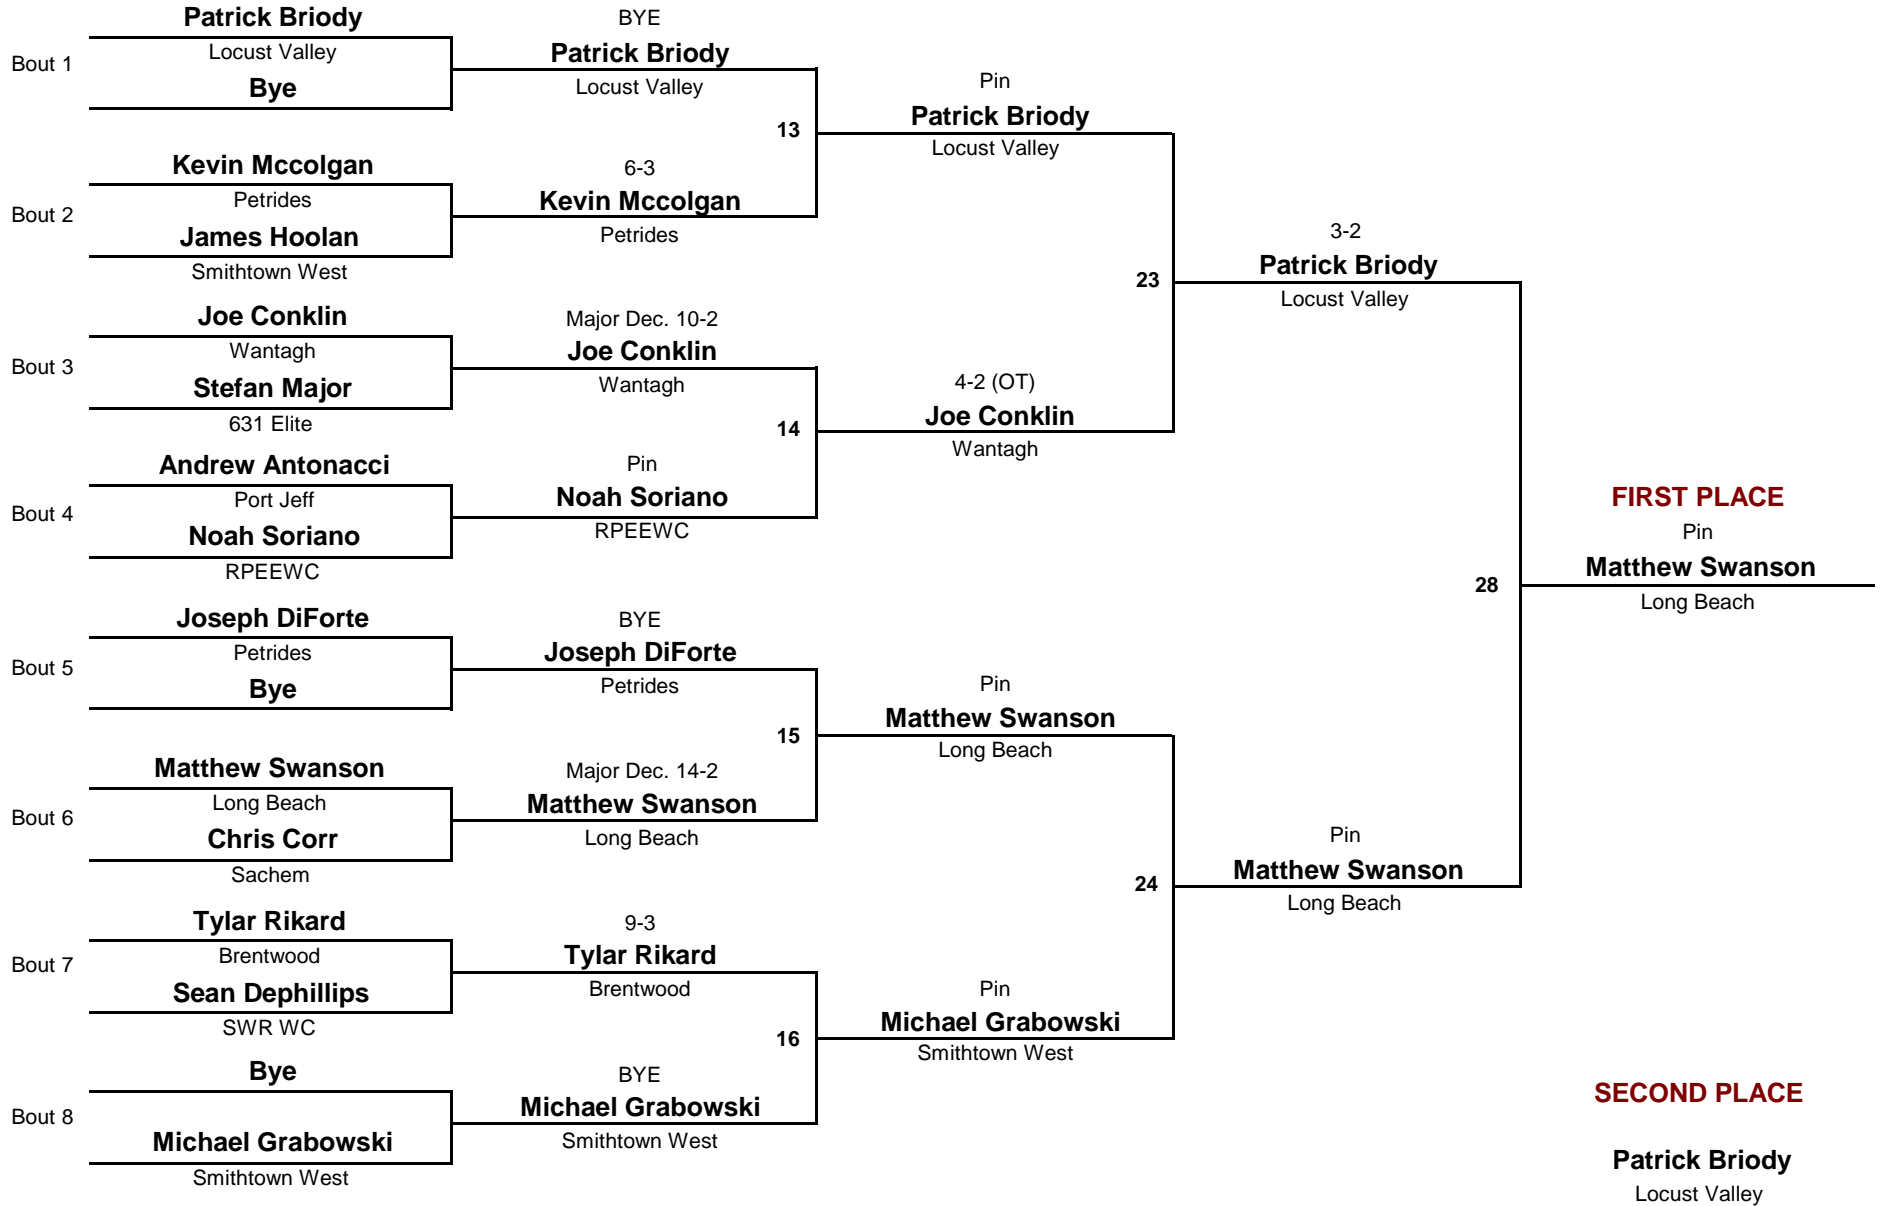 Patrick Briody
Locust Valley
Bout 1
Bye
Kevin Mccolgan
Petrides
Bout 2
James Hoolan
Smithtown West
Joe Conklin
Wantagh
Bout 3
Stefan Major
631 Elite
Andrew Antonacci
Port Jeff
Bout 4
Noah Soriano
RPEEWC
Joseph DiForte
Petrides
Bout 5
Bye
Matthew Swanson
Long Beach
Bout 6
Chris Corr
Sachem
Tylar Rikard
Brentwood
Bout 7
Sean Dephillips
SWR WC
Bye
Bout 8
Michael Grabowski
Smithtown West
BYE
Patrick Briody
Locust Valley
13
6-3
Kevin Mccolgan
Petrides
Major Dec. 10-2
Joe Conklin
Wantagh
14
Pin
Noah Soriano
RPEEWC
BYE
Joseph DiForte
Petrides
15
Major Dec. 14-2
Matthew Swanson
Long Beach
9-3
Tylar Rikard
Brentwood
16
BYE
Michael Grabowski
Smithtown West
Pin
Patrick Briody
Locust Valley
23
4-2 (OT)
Joe Conklin
Wantagh
Pin
Matthew Swanson
Long Beach
24
Pin
Michael Grabowski
Smithtown West
3-2
Patrick Briody
Locust Valley
28
Pin
Matthew Swanson
Long Beach
FIRST PLACE
Pin
Matthew Swanson
Long Beach
SECOND PLACE
Patrick Briody
Locust Valley